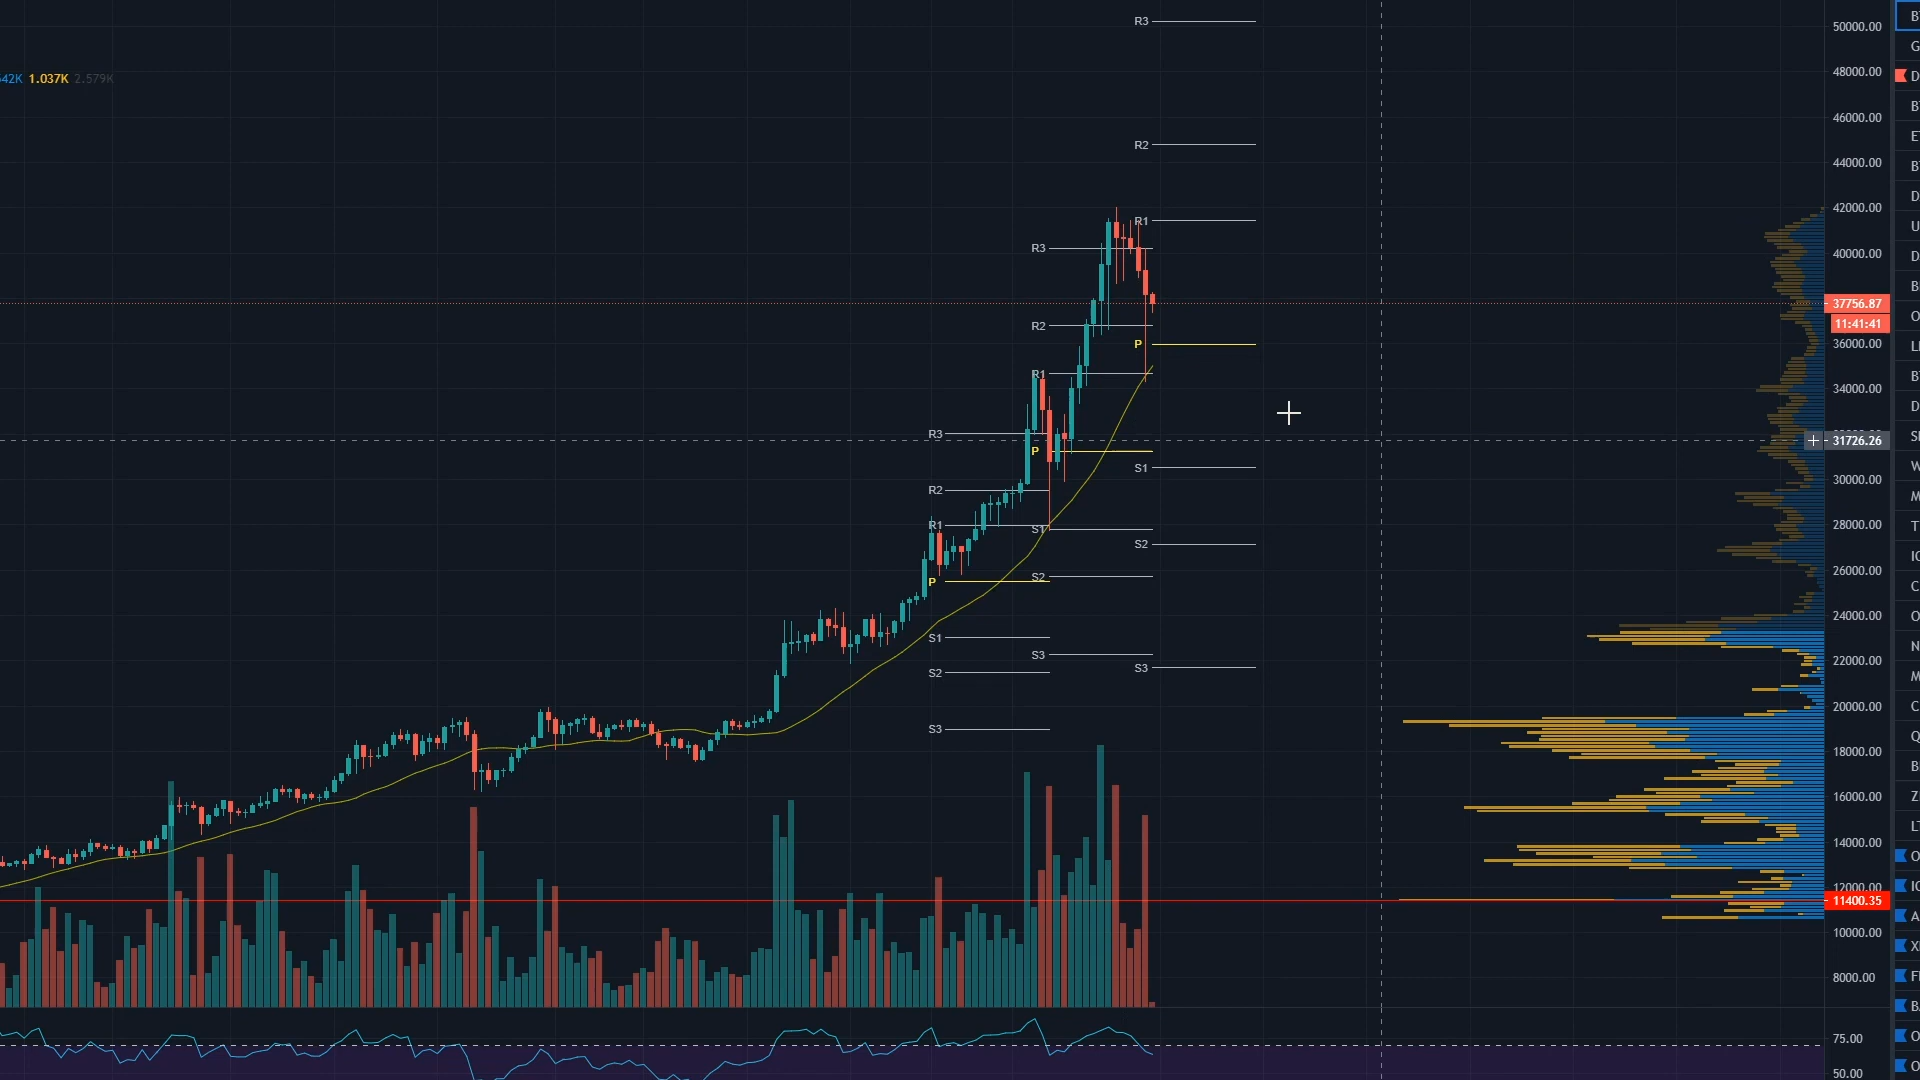 42K 1.037K 2.579K
R3
R2
R1
P
S1
S2
S3
R3
R2
R1
P
S1
S2
S3
R3
R2
R1
P
S1
S2
S3
50000.00
48000.00
46000.00
44000.00
42000.00
40000.00
37756.87
11:41:41
36000.00
34000.00
31726.26
30000.00
28000.00
26000.00
24000.00
22000.00
20000.00
18000.00
16000.00
14000.00
12000.00
11400.35
10000.00
8000.00
75.00
50.00